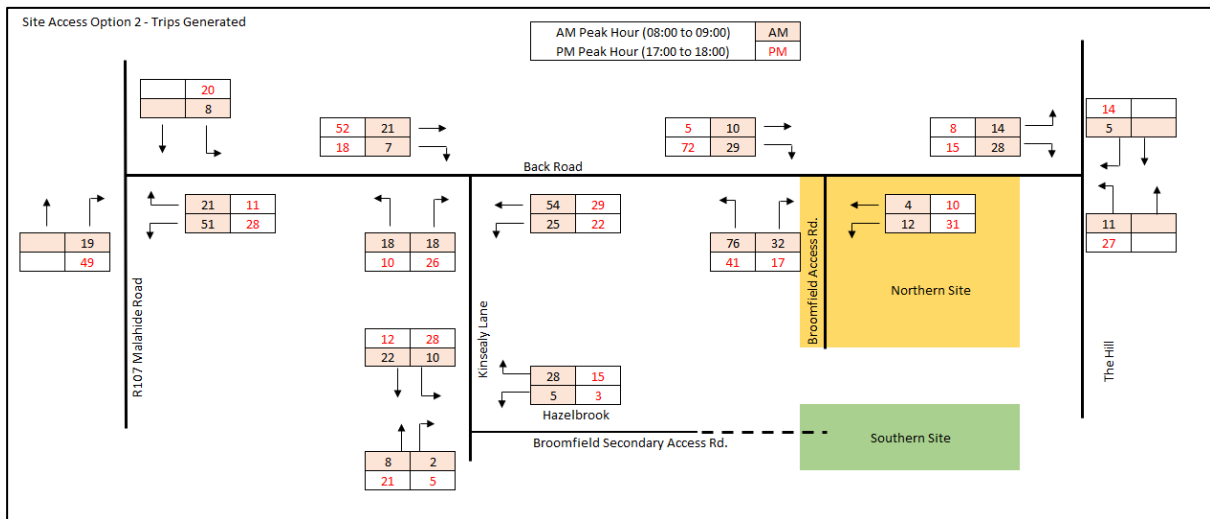 Site Access Option 2 - Trips Generated
AM Peak Hour (08:00 to 09:00) AM
PM Peak Hour (17:00 to 18:00) PM
20
8
52 21
18 7
5 10
72 29
8 14
15 28
14
5
Back Road
21 11
51 28
19
49
18 18
10 26
54 29
25 22
76 32
41 17
4 10
12 31
11
27
R107 Malahide Road
Kinsealy Lane
Broomfield Access Rd.
Northern Site
The Hill
12 28
22 10
28 15
5 3
Hazelbrook
Broomfield Secondary Access Rd.
Southern Site
8 2
21 5